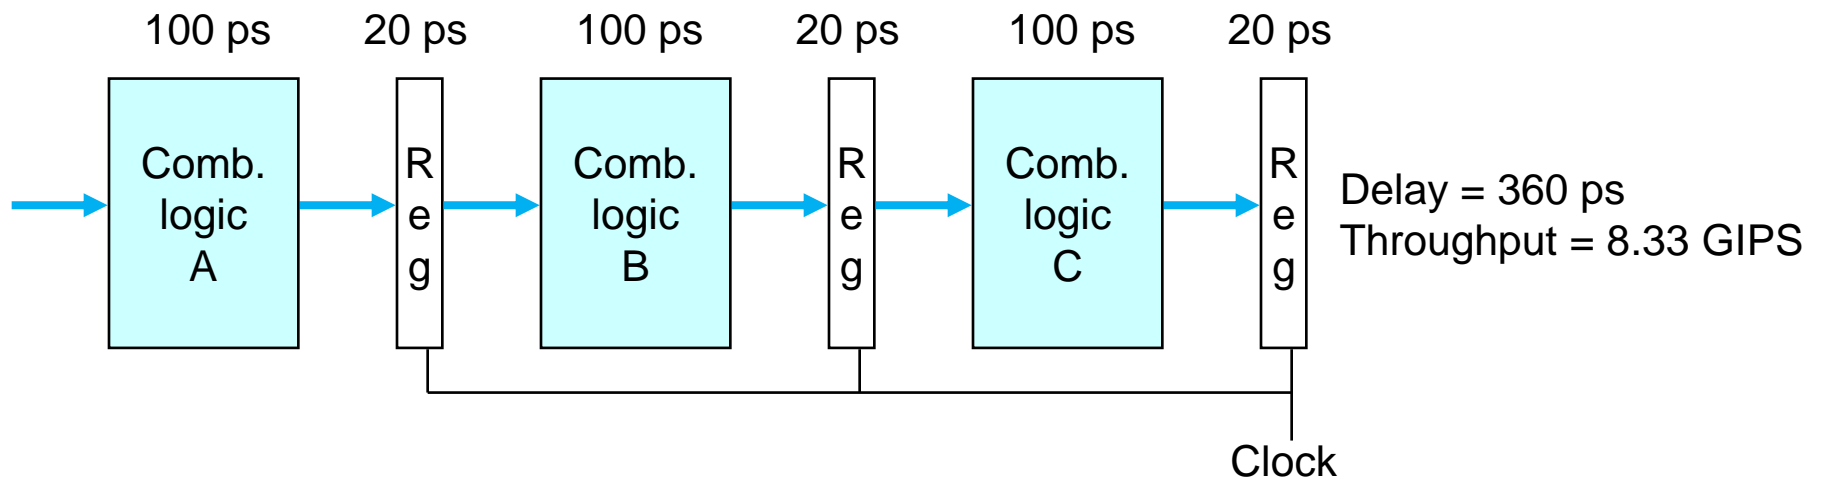 100 ps 20 ps 100 ps 20 ps 100 ps 20 ps
Comb.
logic
A
R
e
g
Comb.
logic
B
R
e
g
Comb.
logic
C
R
e
g
Delay = 360 ps
Throughput = 8.33 GIPS
Clock